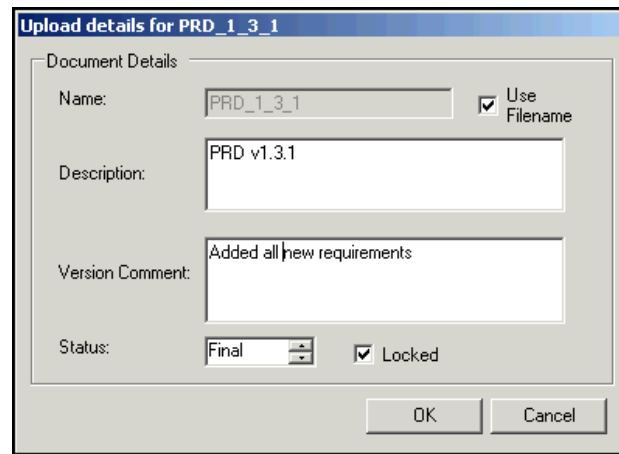 Upload details for PRD_1_3_1
Document Details
Name:
PRD_1_3_1
Use
Filename
Description:
PRD v1.3.1
Version Comment:
Added all new requirements
Status:
Final
Locked
OK
Cancel